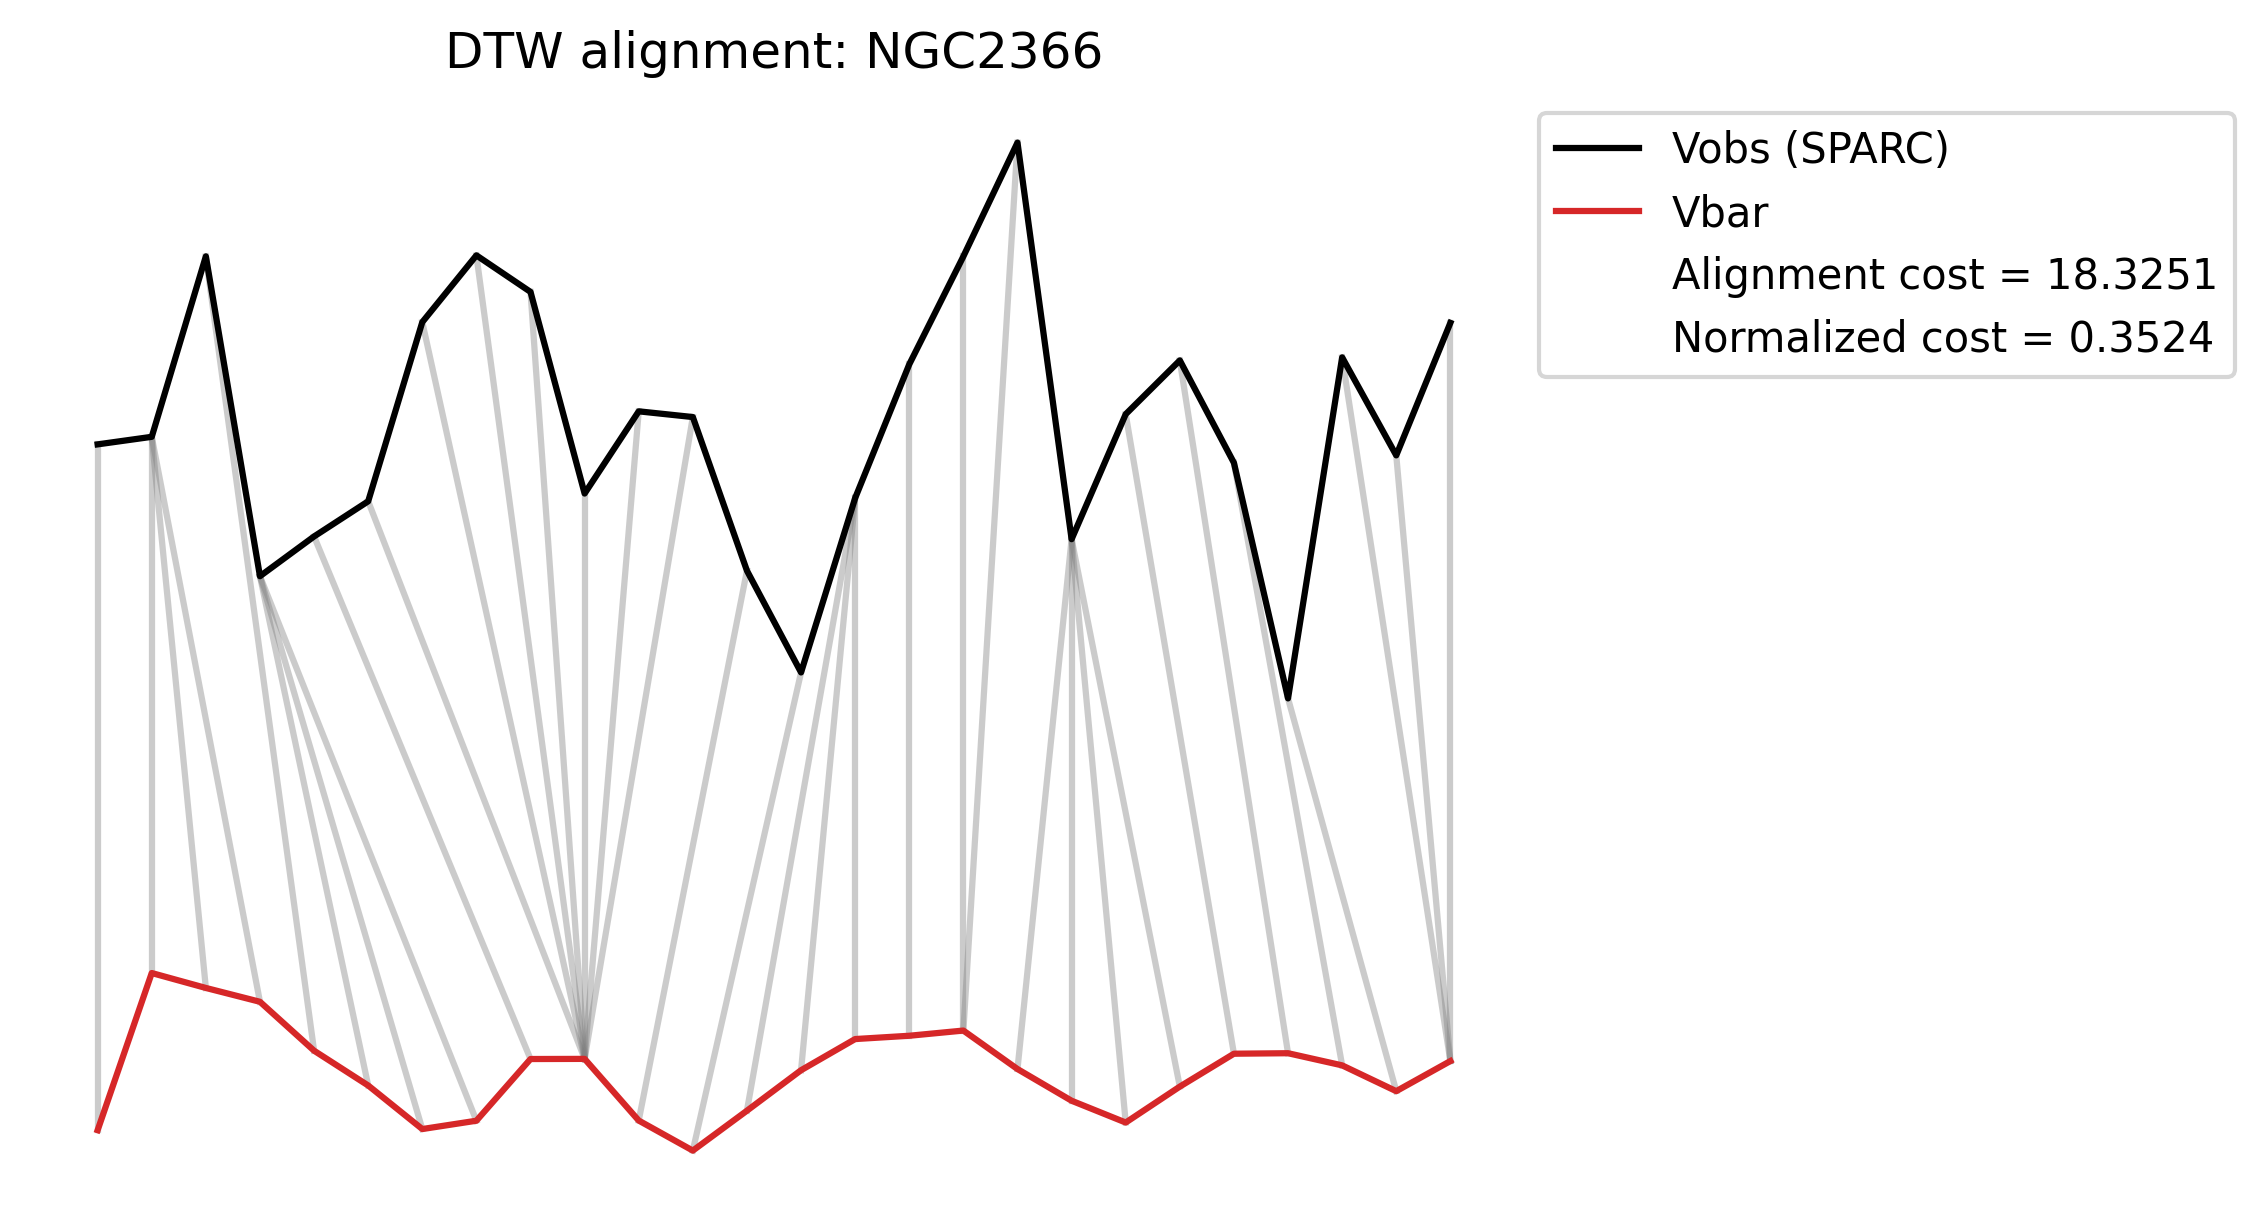 DTW alignment: NGC2366
Vobs (SPARC)
Vbar
Alignment cost = 18.3251
Normalized cost = 0.3524